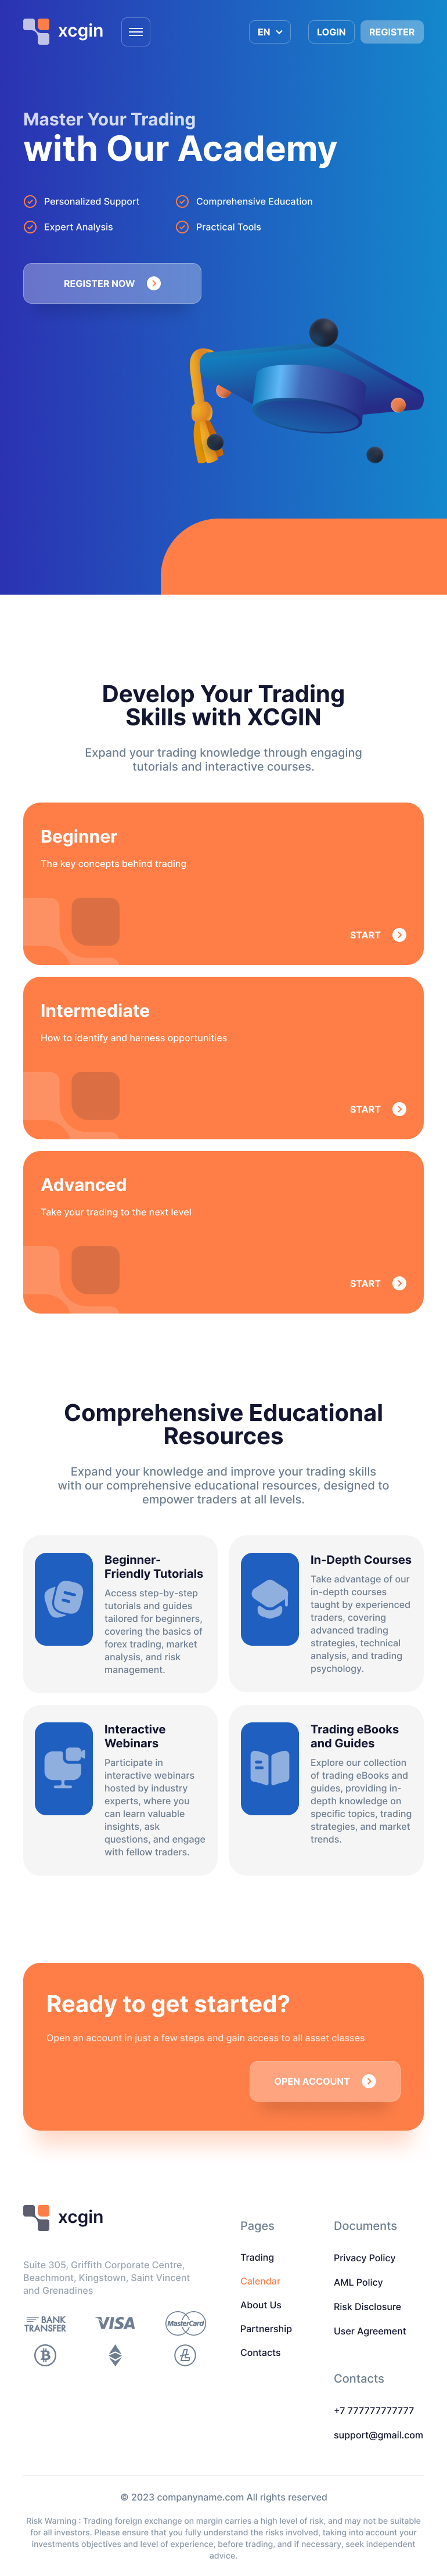 xcgin
EN
LOGIN
REGISTER
Master Your Trading
with Our Academy
Personalized Support
Comprehensive Education
Expert Analysis
Practical Tools
REGISTER NOW
Develop Your Trading
Skills with XCGIN
Expand your trading knowledge through engaging
tutorials and interactive courses.
Beginner
The key concepts behind trading
START
Intermediate
How to identify and harness opportunities
START
Advanced
Take your trading to the next level
START
Comprehensive Educational
Resources
Expand your knowledge and improve your trading skills
with our comprehensive educational resources, designed to
empower traders at all levels.
Beginner-
Friendly Tutorials
Access step-by-step
tutorials and guides
tailored for beginners,
covering the basics of
forex trading, market
analysis, and risk
management.
In-Depth Courses
Take advantage of our
in-depth courses
taught by experienced
traders, covering
advanced trading
strategies, technical
analysis, and trading
psychology.
Interactive
Webinars
Participate in
interactive webinars
hosted by industry
experts, where you
can learn valuable
insights, ask
questions, and engage
with fellow traders.
Trading eBooks
and Guides
Explore our collection
of trading eBooks and
guides, providing in-
depth knowledge on
specific topics, trading
strategies, and market
trends.
Ready to get started?
Open an account in just a few steps and gain access to all asset classes
OPEN ACCOUNT
xcgin
Suite 305, Griffith Corporate Centre,
Beachmont, Kingstown, Saint Vincent
and Grenadines
BANK
TRANSFER
VISA
MasterCard
Pages
Trading
Calendar
About Us
Partnership
Contacts
Documents
Privacy Policy
AML Policy
Risk Disclosure
User Agreement
Contacts
+7 777777777777
support@gmail.com
© 2023 companyname.com All rights reserved
Risk Warning : Trading foreign exchange on margin carries a high level of risk, and may not be suitable
for all investors. Please ensure that you fully understand the risks involved, taking into account your
investments objectives and level of experience, before trading, and if necessary, seek independent
advice.